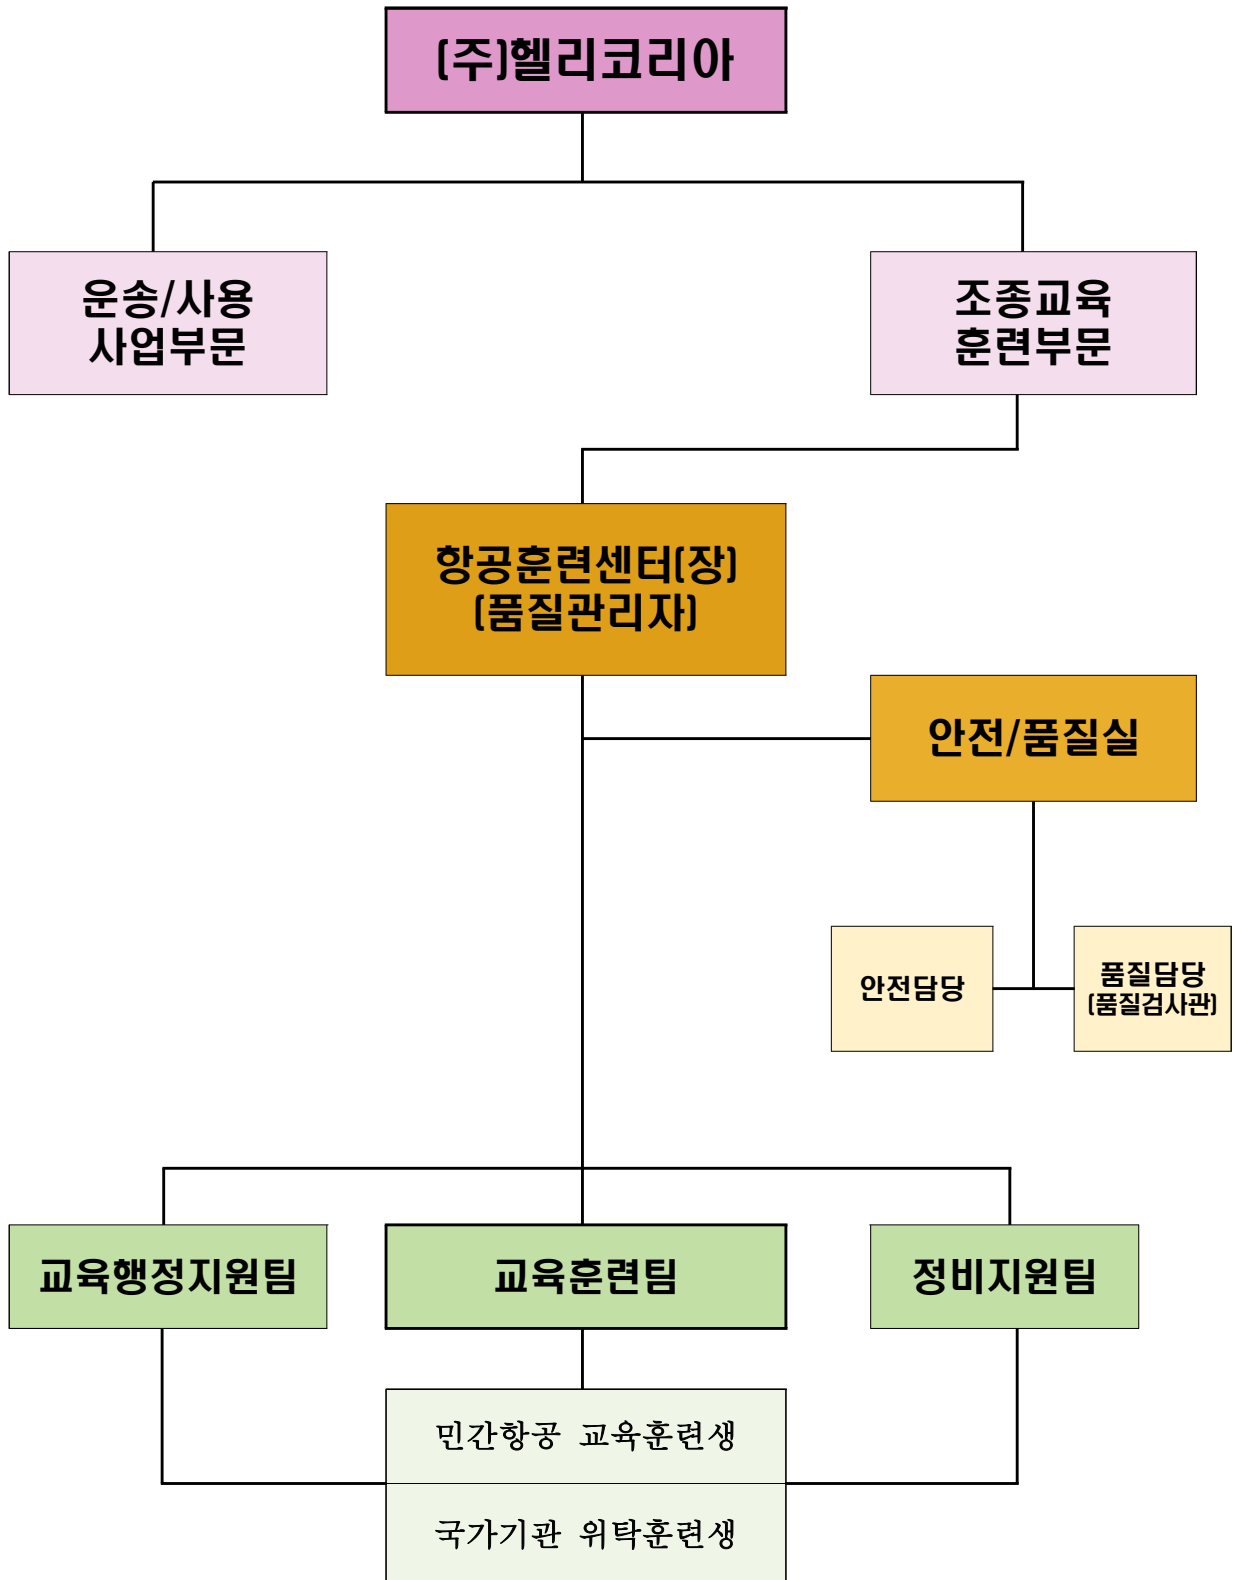 (주)헬리코리아
운송/사용
사업부문
조종교육
훈련부문
항공훈련센터(장)
(품질관리자)
안전/품질실
안전담당
품질담당
(품질검사관)
교육행정지원팀
교육훈련팀
정비지원팀
민간항공 교육훈련생
국가기관 위탁훈련생